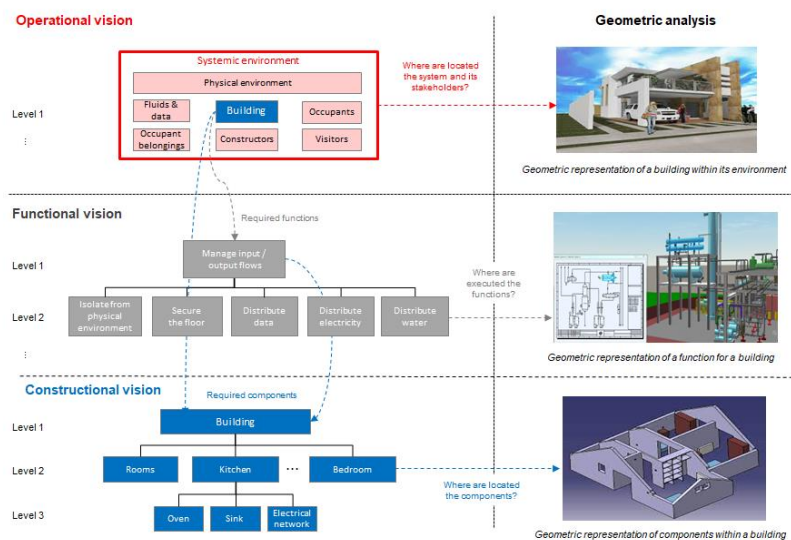 Operational vision
Geometric analysis
Systemic environment
Physical environment
Where are located
the system and its
stakeholders?
Level 1
⋮
Fluids &
data
Building
Occupants
Occupant
belongings
Constructors
Visitors
Geometric representation of a building within its environment
Functional vision
Required functions
Level 1
Manage input /
output flows
Where are
executed the
functions?
Level 2
Isolate from
physical
environment
Secure
the floor
Distribute
data
Distribute
electricity
Distribute
water
⋮
Geometric representation of a function for a building
Constructional vision
Required components
Level 1
Building
Level 2
Rooms
Kitchen
...
Bedroom
Where are located
the components?
Level 3
Oven
Sink
Electrical
network
Geometric representation of components within a building